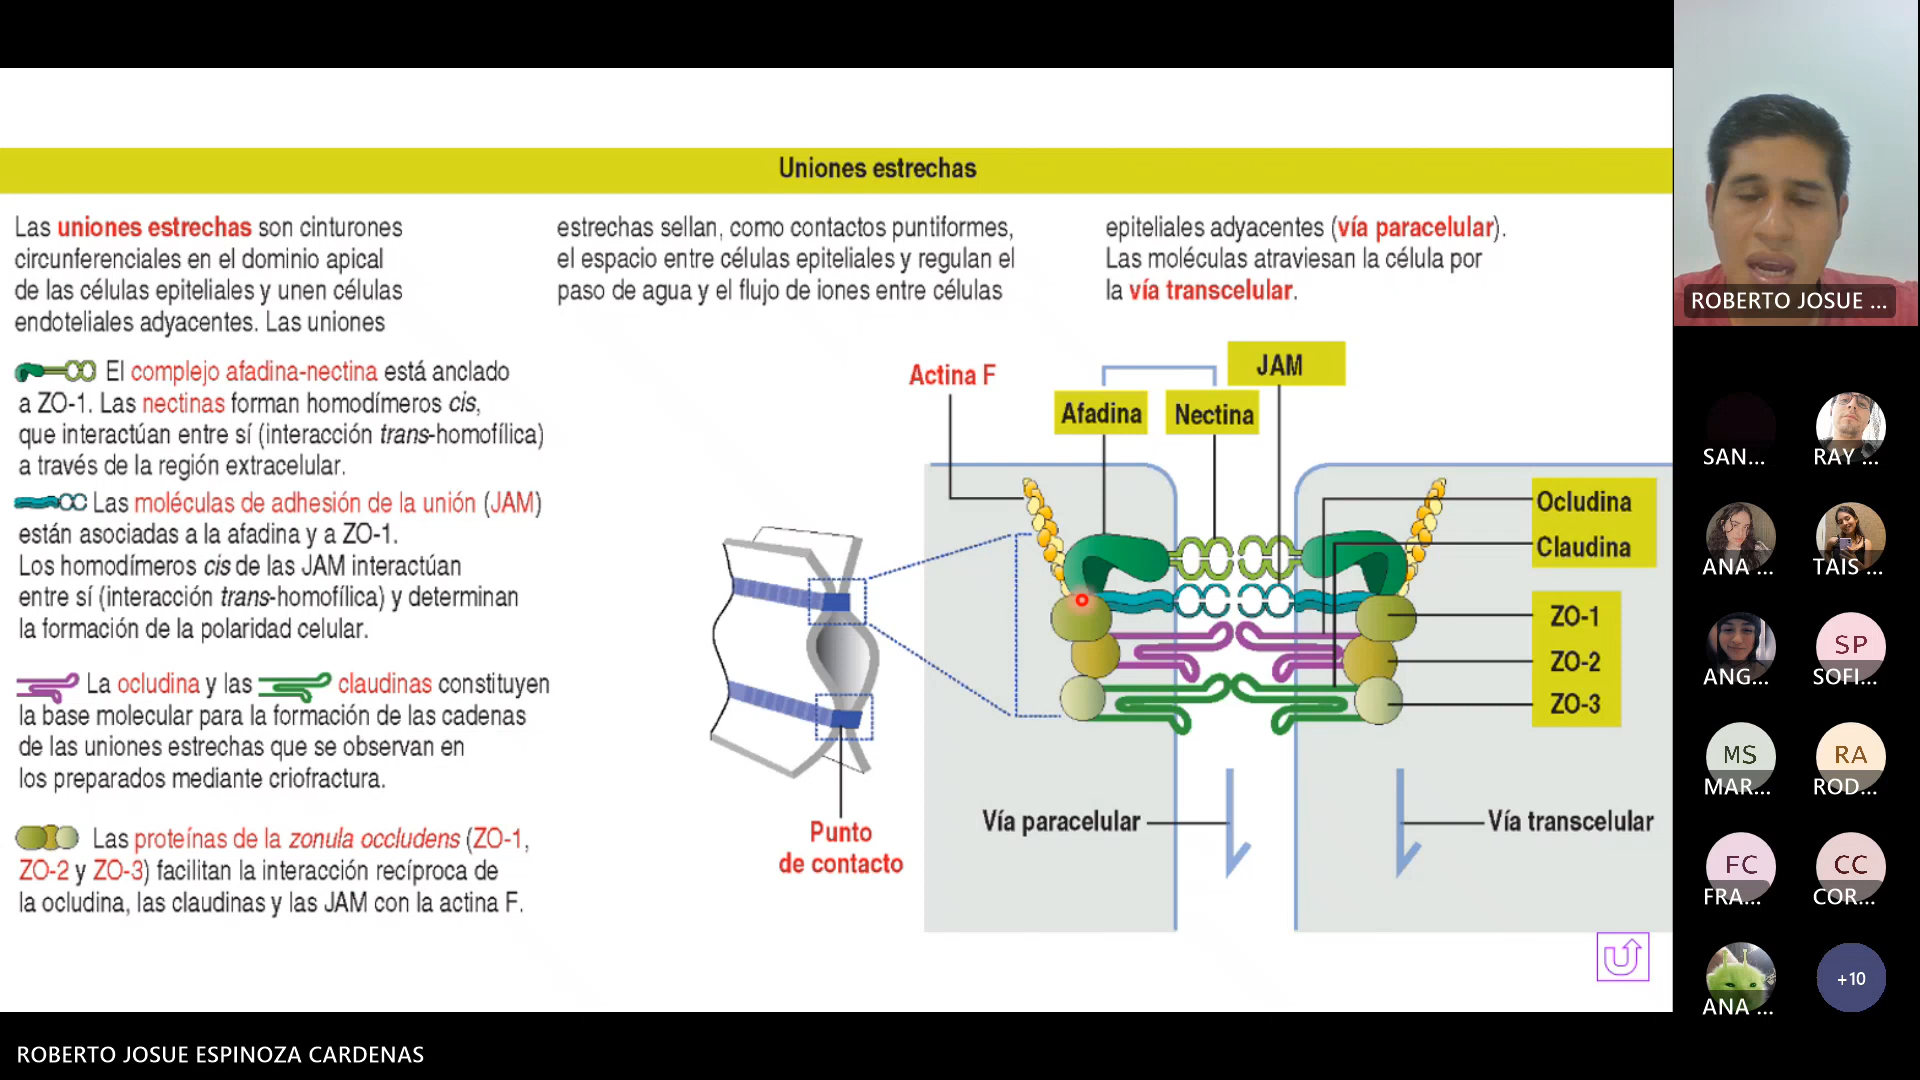 Uniones estrechas
Las uniones estrechas son cinturones
circunferenciales en el dominio apical
de las células epiteliales y unen células
endoteliales adyacentes. Las uniones
estrechas sellan, como contactos puntiformes,
el espacio entre células epiteliales y regulan el
paso de agua y el flujo de iones entre células
epiteliales adyacentes (vía paracelular).
Las moléculas atraviesan la célula por
la vía transcelular.
El complejo afadina-nectina está anclado
a ZO-1. Las nectinas forman homodímeros cis,
que interactúan entre sí (interacción trans-homofílica)
a través de la región extracelular.
Las moléculas de adhesión de la unión (JAM)
están asociadas a la afadina y a ZO-1.
Los homodímeros cis de las JAM interactúan
entre sí (interacción trans-homofílica) y determinan
la formación de la polaridad celular.
La ocludina y las claudinas constituyen
la base molecular para la formación de las cadenas
de las uniones estrechas que se observan en
los preparados mediante criofractura.
Las proteínas de la zonula occludens (ZO-1,
ZO-2 y ZO-3) facilitan la interacción recíproca de
la ocludina, las claudinas y las JAM con la actina F.
Actina F
JAM
Afadina
Nectina
Ocludina
Claudina
ZO-1
ZO-2
ZO-3
Vía paracelular
Vía transcelular
Punto
de contacto
ROBERTO JOSUE ...
SAN...
RAY ...
ANA ...
TAIS ...
ANG...
SP
SOFI...
MS
MAR...
RA
ROD...
FC
FRA...
CC
COR...
ANA ...
+10
ROBERTO JOSUE ESPINOZA CARDENAS